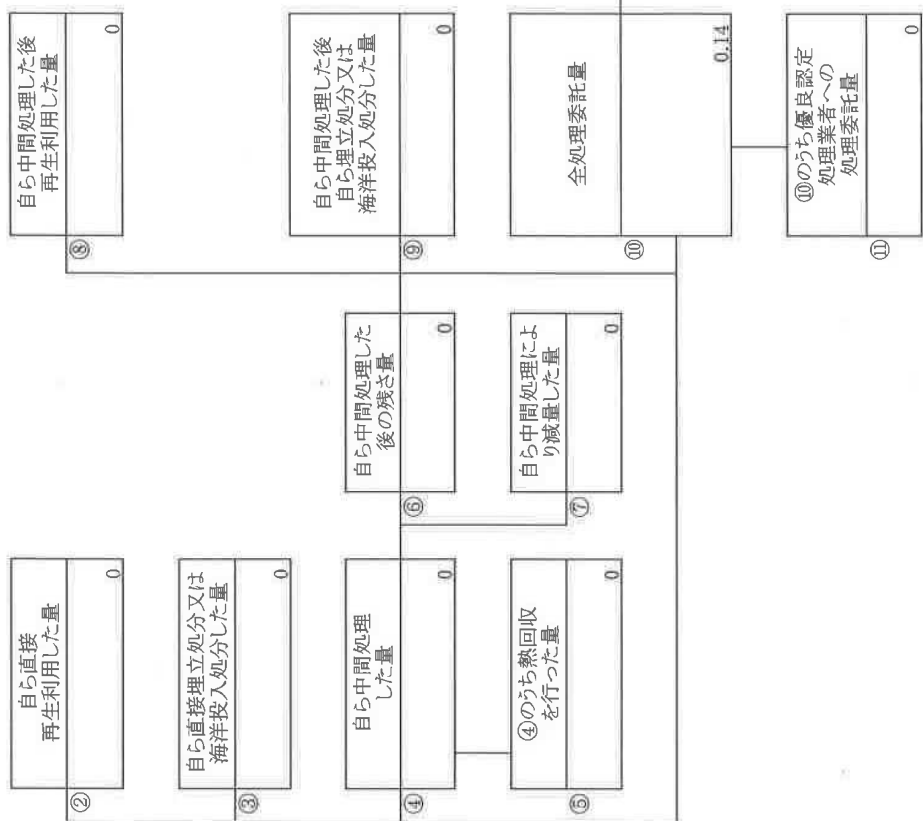 ②
自ら直接
再生利用した量
0
③
自ら直接埋立処分又は
海洋投入処分した量
0
④
自ら中間処理
した量
0
⑤
④のうち熱回収
を行った量
0
⑥
自ら中間処理した
後の残さ量
0
⑦
自ら中間処理によ
り減量した量
0
⑧
自ら中間処理した後
再生利用した量
0
⑨
自ら中間処理した後
自ら埋立処分又は
海洋投入処分した量
0
⑩
全処理委託量
0.14
⑪
⑩のうち優良認定
処理業者への
処理委託量
0